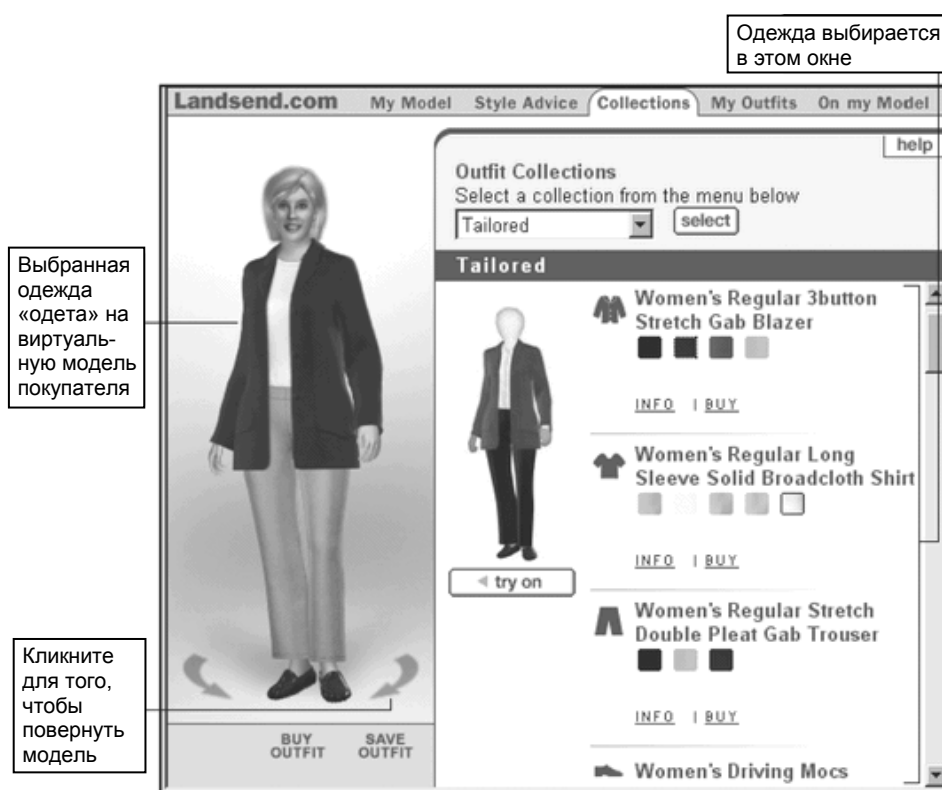 Одежда выбирается
в этом окне
Landsend.com My Model Style Advice Collections My Outfits On my Model
help
Outfit Collections
Select a collection from the menu below
Tailored select
Tailored
Выбранная
одежда
«одета» на
виртуаль-
ную модель
покупателя
Women's Regular 3button
Stretch Gab Blazer
INFO | BUY
Women's Regular Long
Sleeve Solid Broadcloth Shirt
INFO | BUY
try on
Women's Regular Stretch
Double Pleat Gab Trouser
INFO | BUY
Women's Driving Mocs
Кликните
для того,
чтобы
повернуть
модель
BUY
OUTFIT
SAVE
OUTFIT